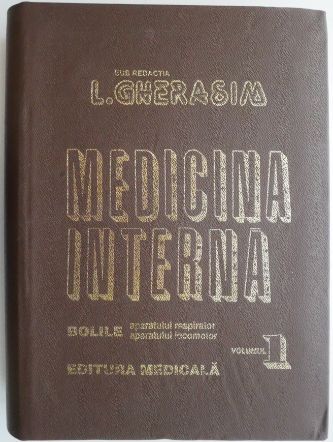 SUB REDACTIA
L.GHERASIM
MEDICINA
INTERNA
BOLILE aparatului respirator
aparatului locomotor
VOLUMUL 1
EDITURA MEDICALĂ